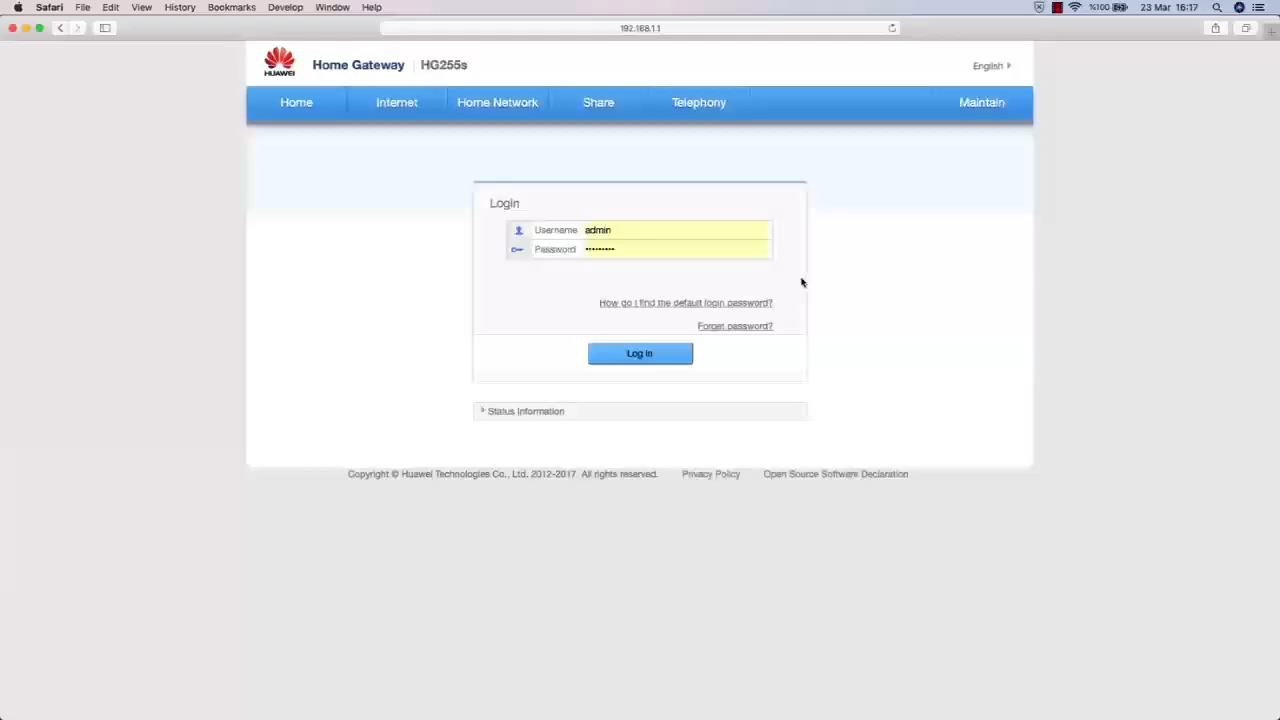 Safari File Edit View History Bookmarks Develop Window Help %100 23 Mar 16:17
192.168.1.1
HUAWEI Home Gateway HG255s English
Home Internet Home Network Share Telephony Maintain
Login
Username admin
Password •••••••••
How do I find the default login password?
Forget password?
Log In
Status Information
Copyright © Huawei Technologies Co., Ltd. 2012-2017. All rights reserved. Privacy Policy Open Source Software Declaration